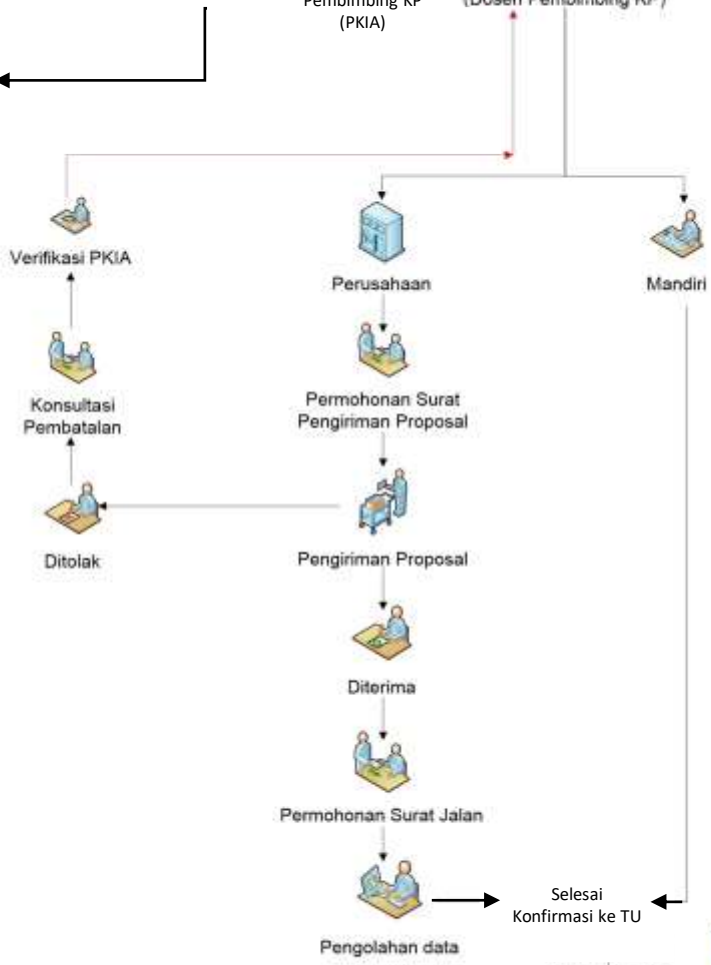 Pembimbing KP
(PKIA)
(Dosen Pembimbing KP)
Verifikasi PKIA
Perusahaan
Mandiri
Konsultasi
Pembatalan
Permohonan Surat
Pengiriman Proposal
Ditolak
Pengiriman Proposal
Diterima
Permohonan Surat Jalan
Selesai
Konfirmasi ke TU
Pengolahan data